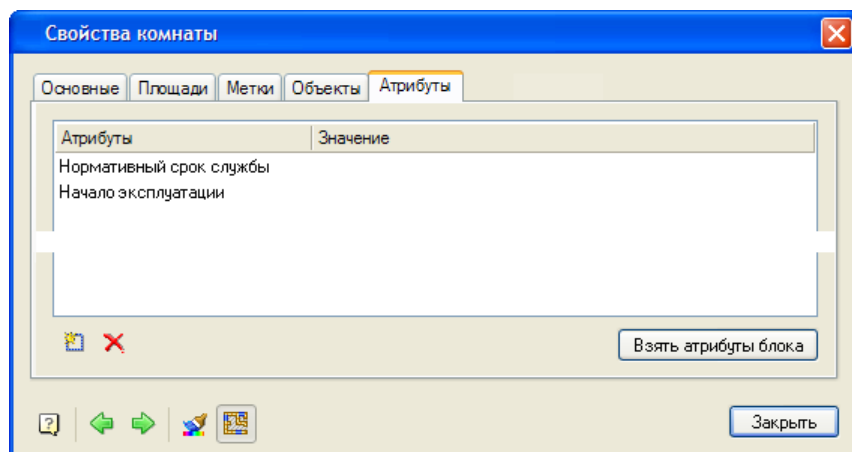 Свойства комнаты
Основные Площади Метки Объекты Атрибуты
Атрибуты Значение
Нормативный срок службы
Начало эксплуатации
Взять атрибуты блока
Закрыть